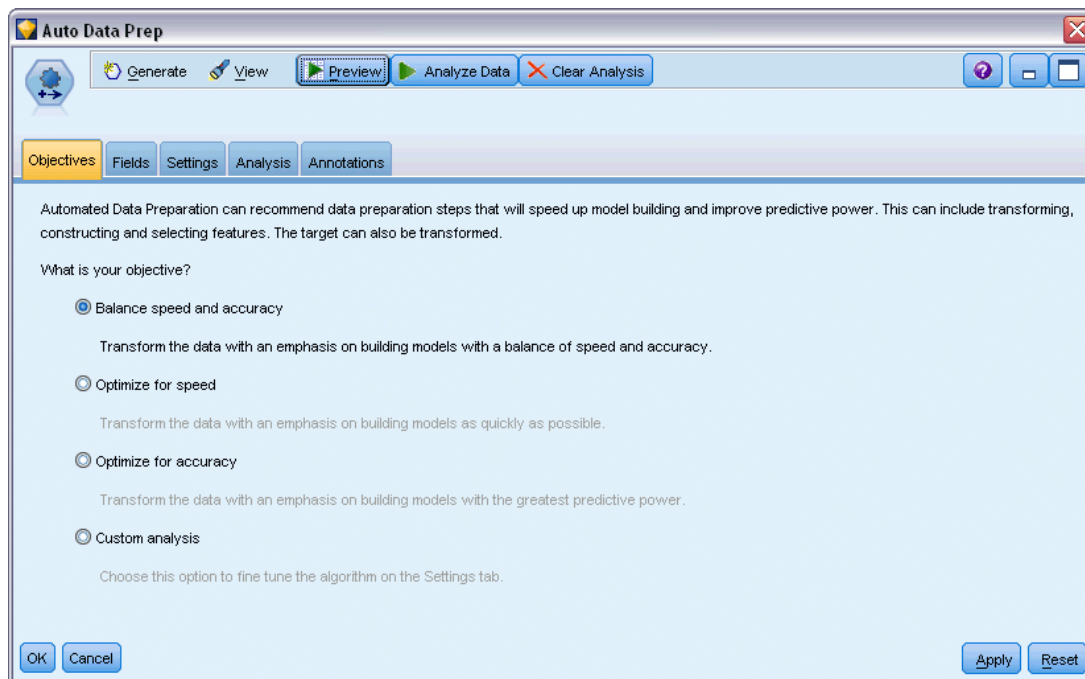 Auto Data Prep
Generate View Preview Analyze Data Clear Analysis ?
Objectives Fields Settings Analysis Annotations
Automated Data Preparation can recommend data preparation steps that will speed up model building and improve predictive power. This can include transforming,
constructing and selecting features. The target can also be transformed.
What is your objective?
Balance speed and accuracy
Transform the data with an emphasis on building models with a balance of speed and accuracy.
Optimize for speed
Transform the data with an emphasis on building models as quickly as possible.
Optimize for accuracy
Transform the data with an emphasis on building models with the greatest predictive power.
Custom analysis
Choose this option to fine tune the algorithm on the Settings tab.
OK Cancel Apply Reset